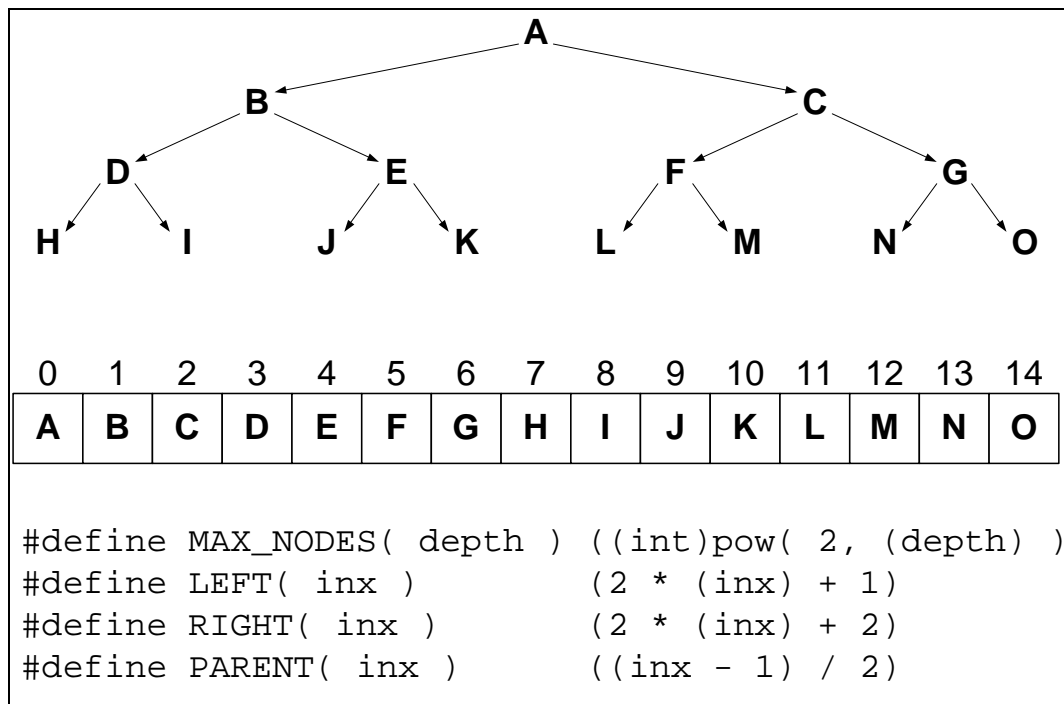 A
B C
D E F G
H I J K L M N O
0 1 2 3 4 5 6 7 8 9 10 11 12 13 14
A B C D E F G H I J K L M N O
#define MAX_NODES( depth ) ((int)pow( 2, (depth) )
#define LEFT( inx ) (2 * (inx) + 1)
#define RIGHT( inx ) (2 * (inx) + 2)
#define PARENT( inx ) ((inx - 1) / 2)